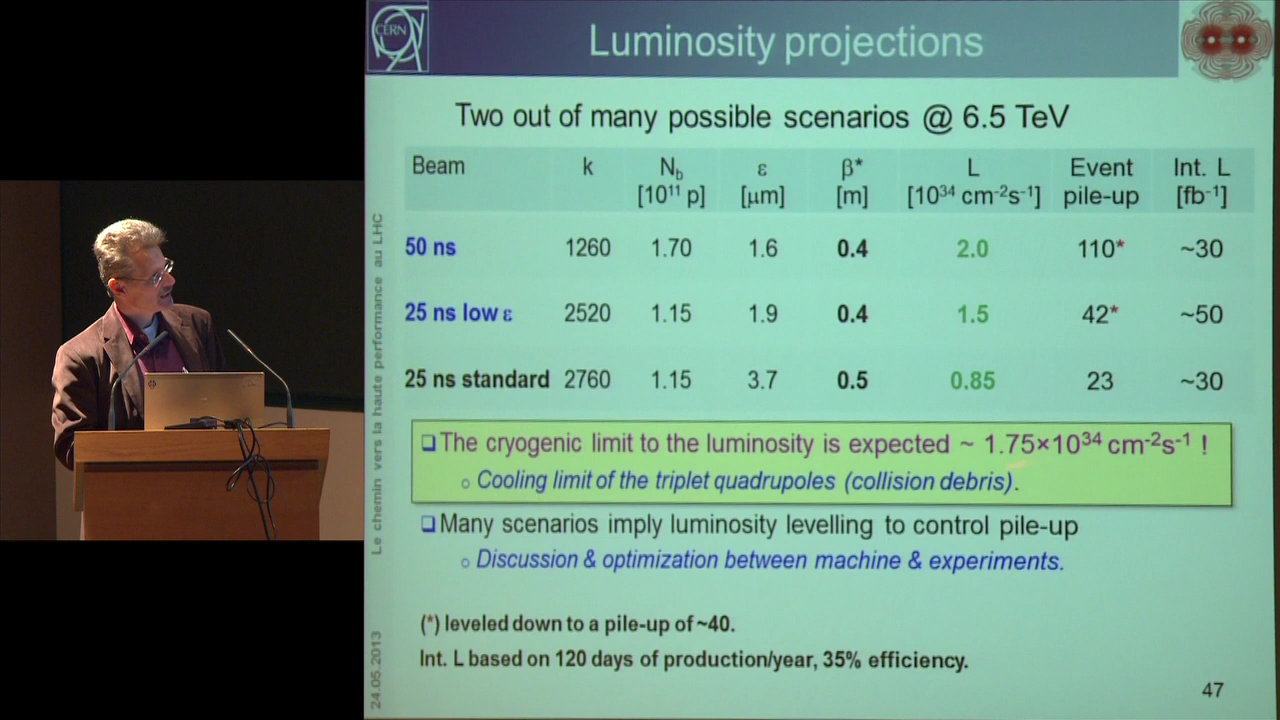 CERN
Luminosity projections
Two out of many possible scenarios @ 6.5 TeV
Beam k N_b ε β* L Event Int. L
[10¹¹ p] [μm] [m] [10³⁴ cm⁻²s⁻¹] pile-up [fb⁻¹]
50 ns 1260 1.70 1.6 0.4 2.0 110* ~30
25 ns low ε 2520 1.15 1.9 0.4 1.5 42* ~50
25 ns standard 2760 1.15 3.7 0.5 0.85 23 ~30
❑ The cryogenic limit to the luminosity is expected ~ 1.75×10³⁴ cm⁻²s⁻¹ !
o Cooling limit of the triplet quadrupoles (collision debris).
❑ Many scenarios imply luminosity levelling to control pile-up
o Discussion & optimization between machine & experiments.
(*) leveled down to a pile-up of ~40.
Int. L based on 120 days of production/year, 35% efficiency.
47
Le chemin vers la haute performance au LHC
24.05.2013